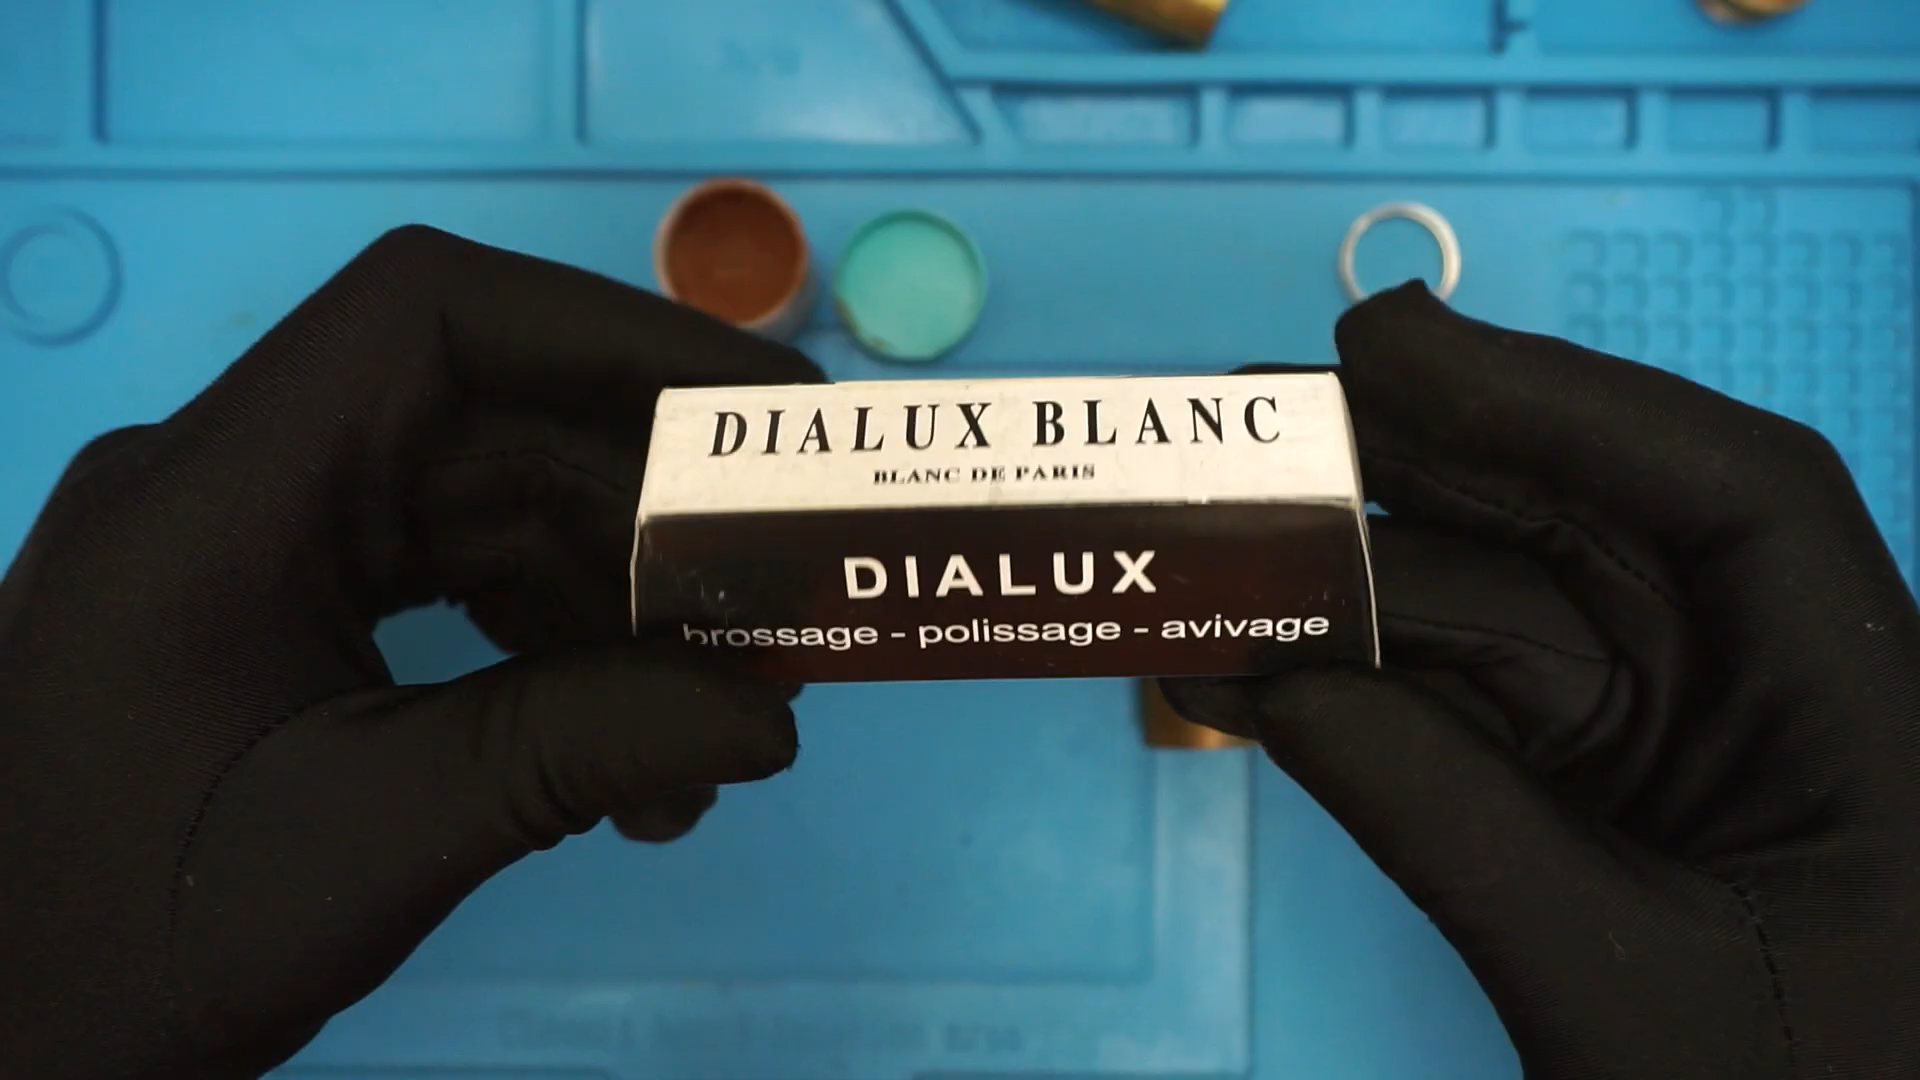 DIALUX BLANC
BLANC DE PARIS
DIALUX
brossage - polissage - avivage